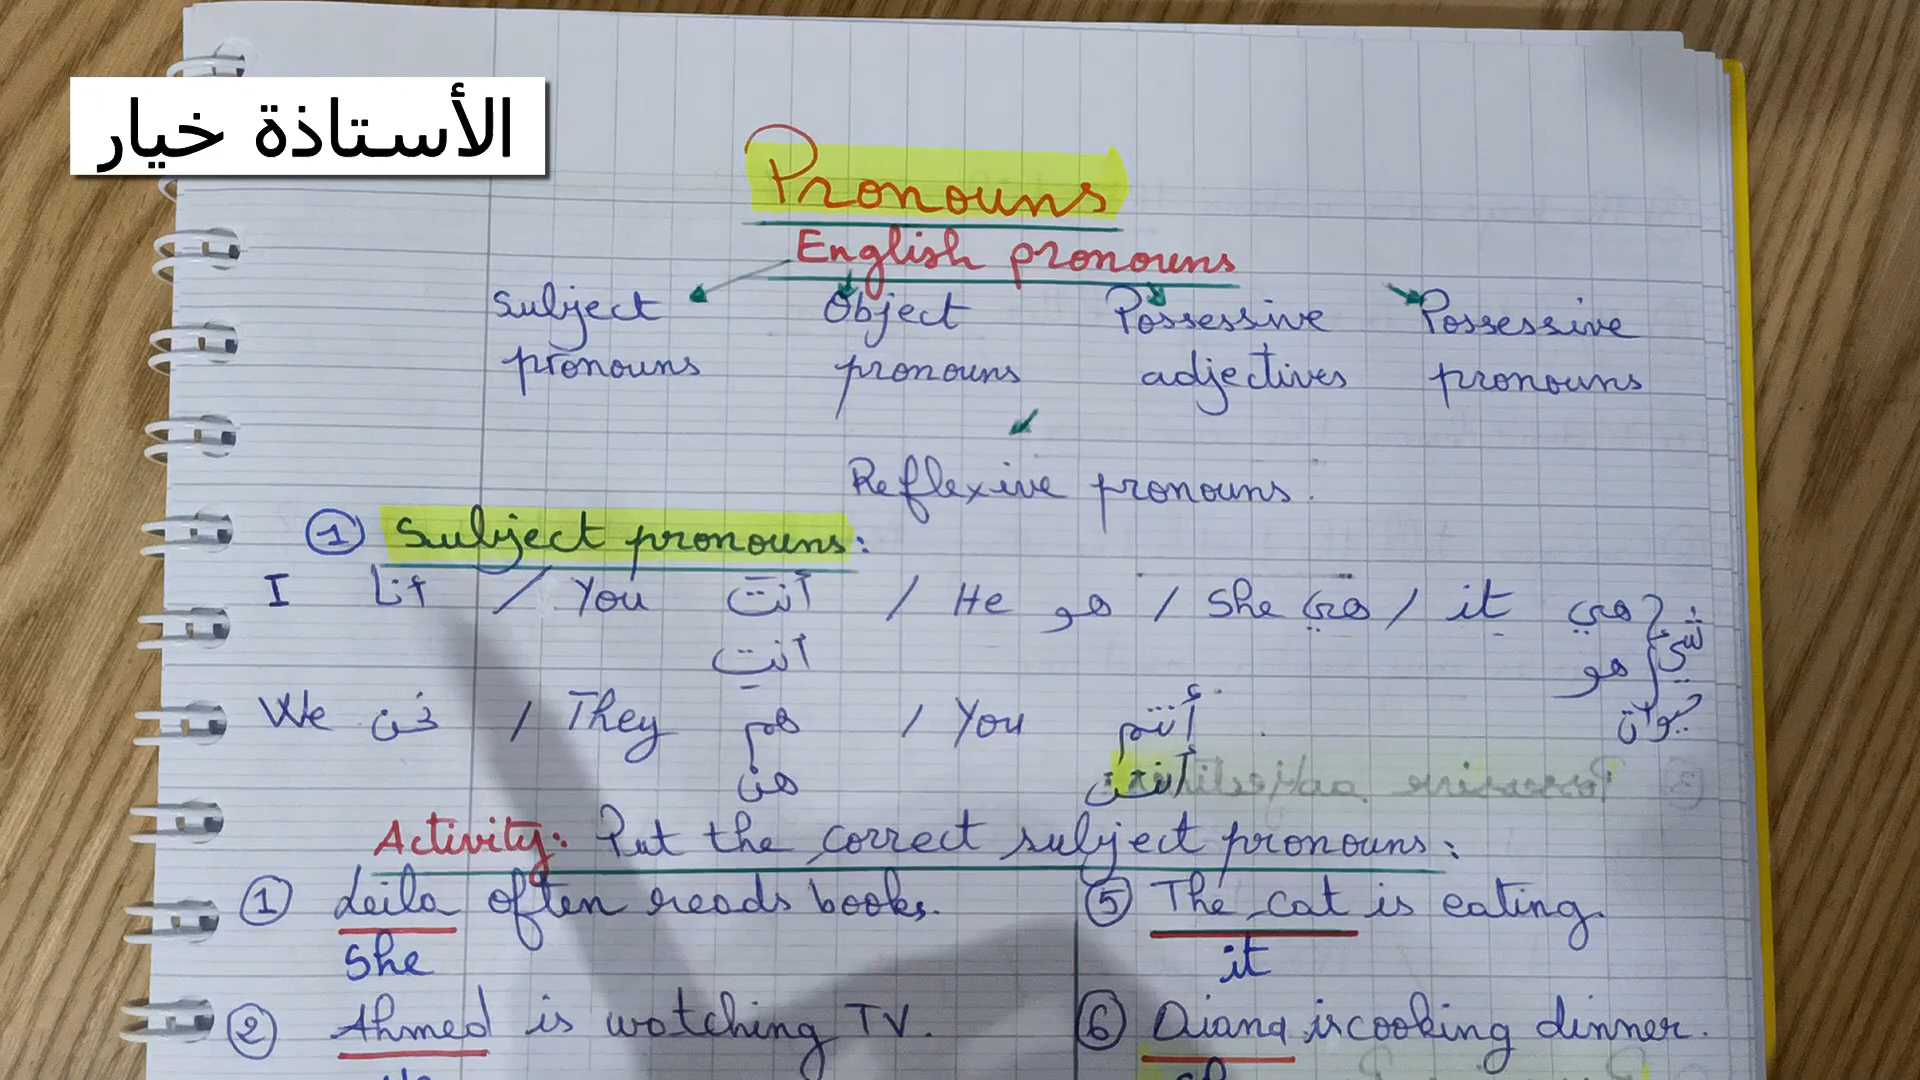 الأستاذة خيار
Pronouns
English pronouns
Subject pronouns
Object pronouns
Possessive adjectives
Possessive pronouns
Reflexive pronouns.
① Subject pronouns:
I أنا / You أنتَ أنتِ / He هو / She هي / it هي هو شيء حيوان
We نحن / They هم هن / You أنتم أنتن
Activity: Put the correct subject pronouns:
① Leila often reads books.
She
② Ahmed is watching TV.
⑤ The cat is eating.
it
⑥ Diana is cooking dinner.